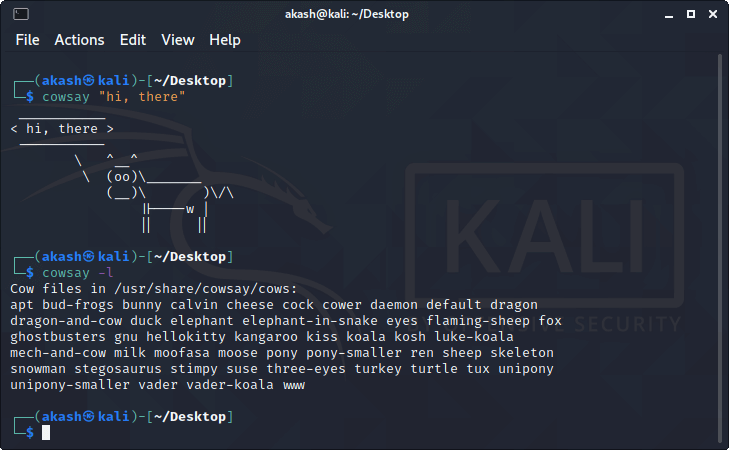 akash@kali: ~/Desktop
File Actions Edit View Help
┌──(akash㉿kali)-[~/Desktop]
└─$ cowsay "hi, there"
 ___________
< hi, there >
 -----------
        \   ^__^
         \  (oo)\_______
            (__)\       )\/\
                ||----w |
                ||     ||
┌──(akash㉿kali)-[~/Desktop]
└─$ cowsay -l
Cow files in /usr/share/cowsay/cows:
apt bud-frogs bunny calvin cheese cock cower daemon default dragon
dragon-and-cow duck elephant elephant-in-snake eyes flaming-sheep fox
ghostbusters gnu hellokitty kangaroo kiss koala kosh luke-koala
mech-and-cow milk moofasa moose pony pony-smaller ren sheep skeleton
snowman stegosaurus stimpy suse three-eyes turkey turtle tux unipony
unipony-smaller vader vader-koala www
┌──(akash㉿kali)-[~/Desktop]
└─$
KALI
SECURITY